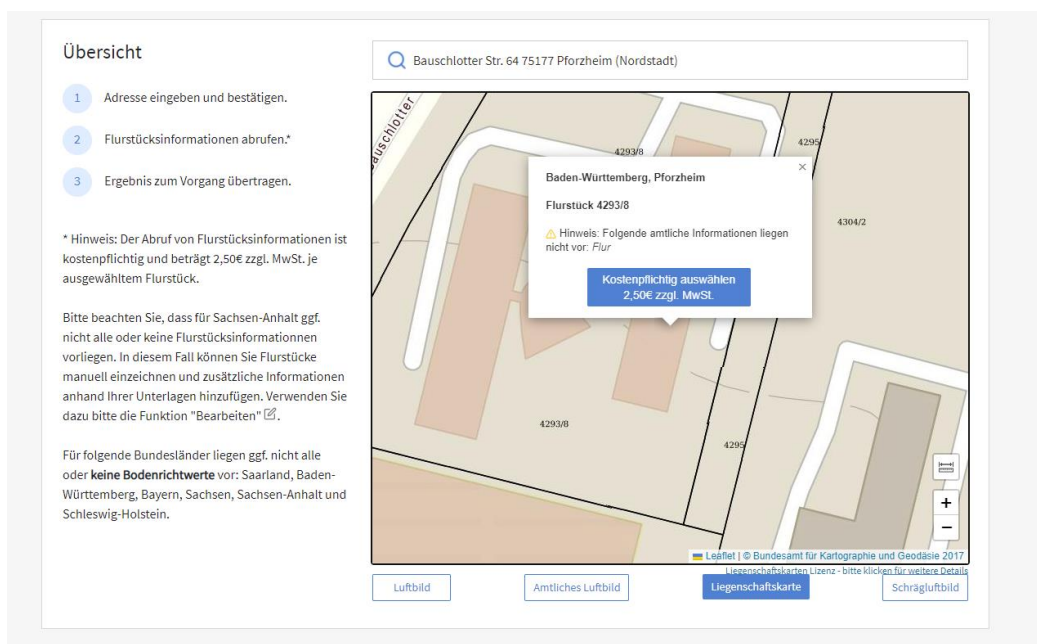 Übersicht
1 Adresse eingeben und bestätigen.
2 Flurstücksinformationen abrufen.*
3 Ergebnis zum Vorgang übertragen.
* Hinweis: Der Abruf von Flurstücksinformationen ist
kostenpflichtig und beträgt 2,50€ zzgl. MwSt. je
ausgewähltem Flurstück.
Bitte beachten Sie, dass für Sachsen-Anhalt ggf.
nicht alle oder keine Flurstücksinformationnen
vorliegen. In diesem Fall können Sie Flurstücke
manuell einzeichnen und zusätzliche Informationen
anhand Ihrer Unterlagen hinzufügen. Verwenden Sie
dazu bitte die Funktion "Bearbeiten" .
Für folgende Bundesländer liegen ggf. nicht alle
oder keine Bodenrichtwerte vor: Saarland, Baden-
Württemberg, Bayern, Sachsen, Sachsen-Anhalt und
Schleswig-Holstein.
Bauschlotter Str. 64 75177 Pforzheim (Nordstadt)
Bauschlotter
4293/8
4295
4304/2
Baden-Württemberg, Pforzheim
×
Flurstück 4293/8
Hinweis: Folgende amtliche Informationen liegen
nicht vor: Flur
Kostenpflichtig auswählen
2,50€ zzgl. MwSt.
4293/8
4295
+
−
Leaflet | © Bundesamt für Kartographie und Geodäsie 2017
Liegenschaftskarten Lizenz - bitte klicken für weitere Details
Luftbild
Amtliches Luftbild
Liegenschaftskarte
Schrägluftbild